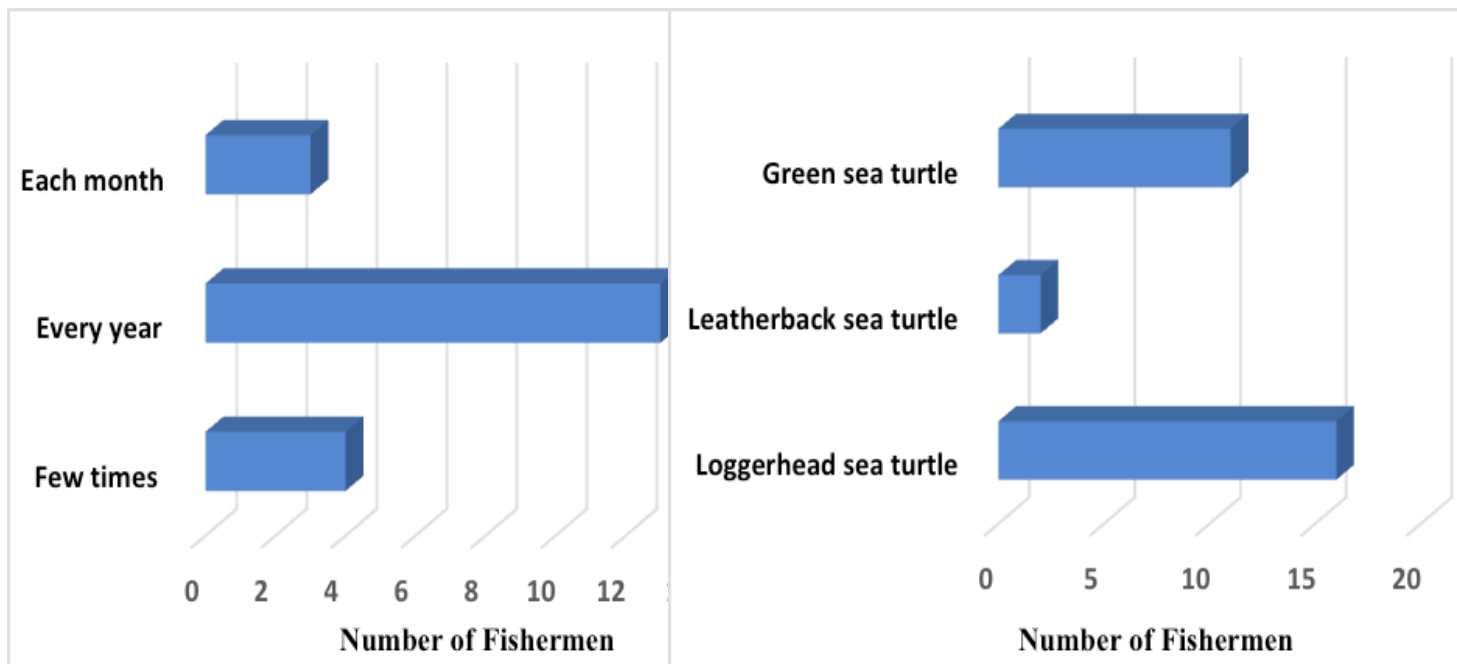 Each month
Every year
Few times
0 2 4 6 8 10 12
Number of Fishermen
Green sea turtle
Leatherback sea turtle
Loggerhead sea turtle
0 5 10 15 20
Number of Fishermen